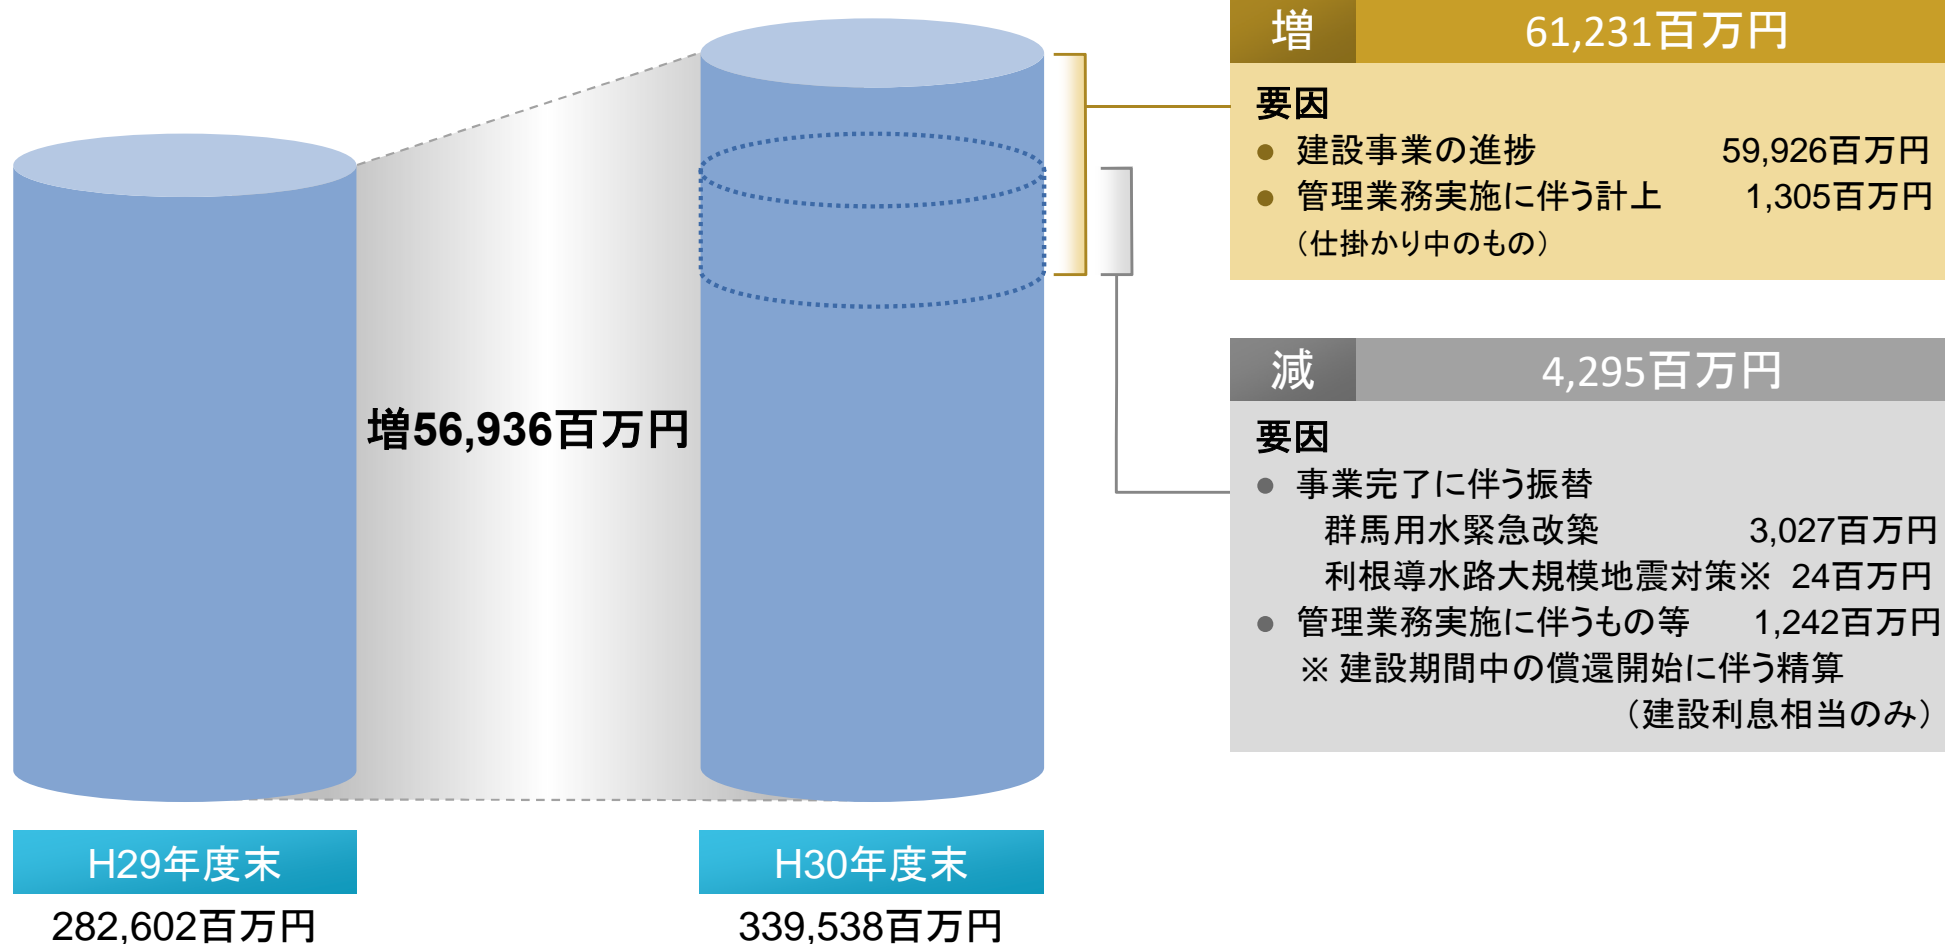 増56,936百万円
H29年度末
282,602百万円
H30年度末
339,538百万円
増 61,231百万円
要因
● 建設事業の進捗 59,926百万円
● 管理業務実施に伴う計上 1,305百万円
（仕掛かり中のもの）
減 4,295百万円
要因
● 事業完了に伴う振替
群馬用水緊急改築 3,027百万円
利根導水路大規模地震対策※ 24百万円
● 管理業務実施に伴うもの等 1,242百万円
※ 建設期間中の償還開始に伴う精算
（建設利息相当のみ）